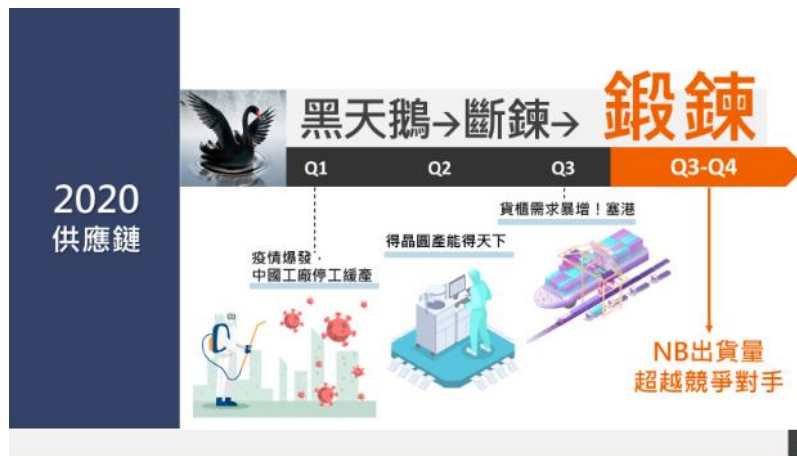 2020
供應鏈
黑天鵝→斷鍊→ 鍛鍊
Q1 Q2 Q3 Q3-Q4
疫情爆發，
中國工廠停工緩產
得晶圓產能得天下
貨櫃需求暴增！塞港
NB出貨量
超越競爭對手